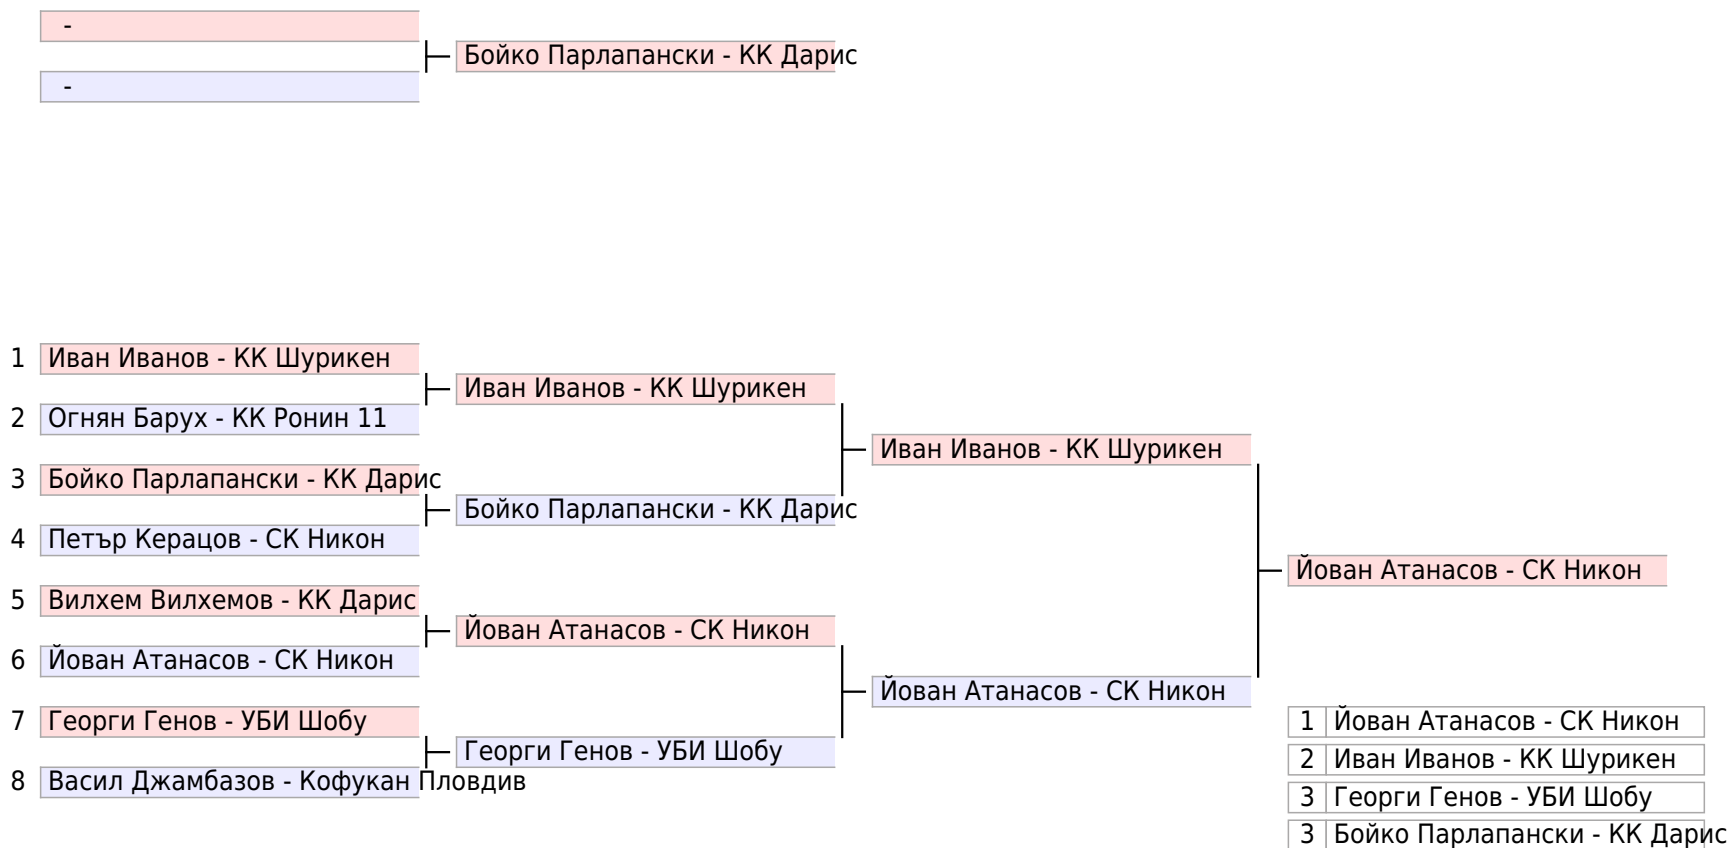 -
Бойко Парлапански - КК Дарис
-
1 Иван Иванов - КК Шурикен
Иван Иванов - КК Шурикен
2 Огнян Барух - КК Ронин 11
Иван Иванов - КК Шурикен
3 Бойко Парлапански - КК Дарис
Бойко Парлапански - КК Дарис
4 Петър Керацов - СК Никон
Йован Атанасов - СК Никон
5 Вилхем Вилхемов - КК Дарис
Йован Атанасов - СК Никон
6 Йован Атанасов - СК Никон
Йован Атанасов - СК Никон
7 Георги Генов - УБИ Шобу
Георги Генов - УБИ Шобу
8 Васил Джамбазов - Кофукан Пловдив
1 Йован Атанасов - СК Никон
2 Иван Иванов - КК Шурикен
3 Георги Генов - УБИ Шобу
3 Бойко Парлапански - КК Дарис